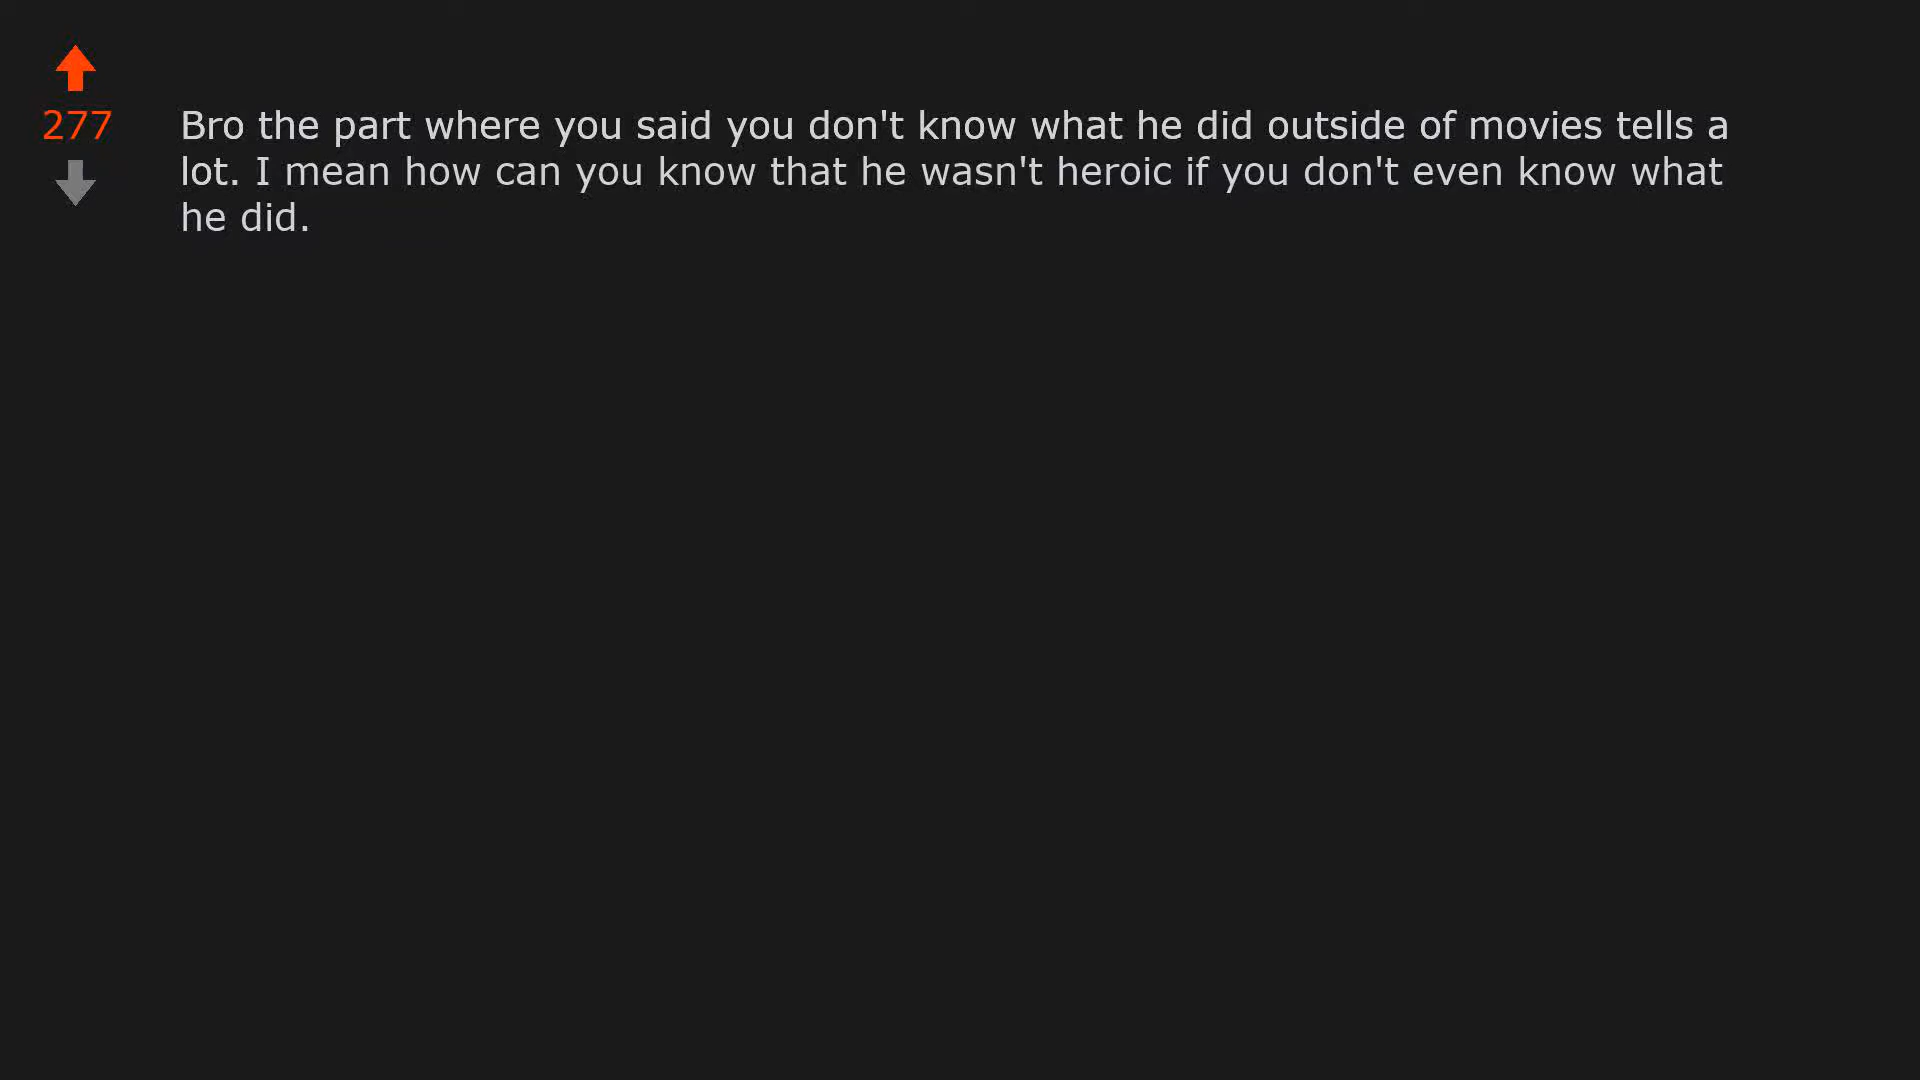 277
Bro the part where you said you don't know what he did outside of movies tells a
lot. I mean how can you know that he wasn't heroic if you don't even know what
he did.